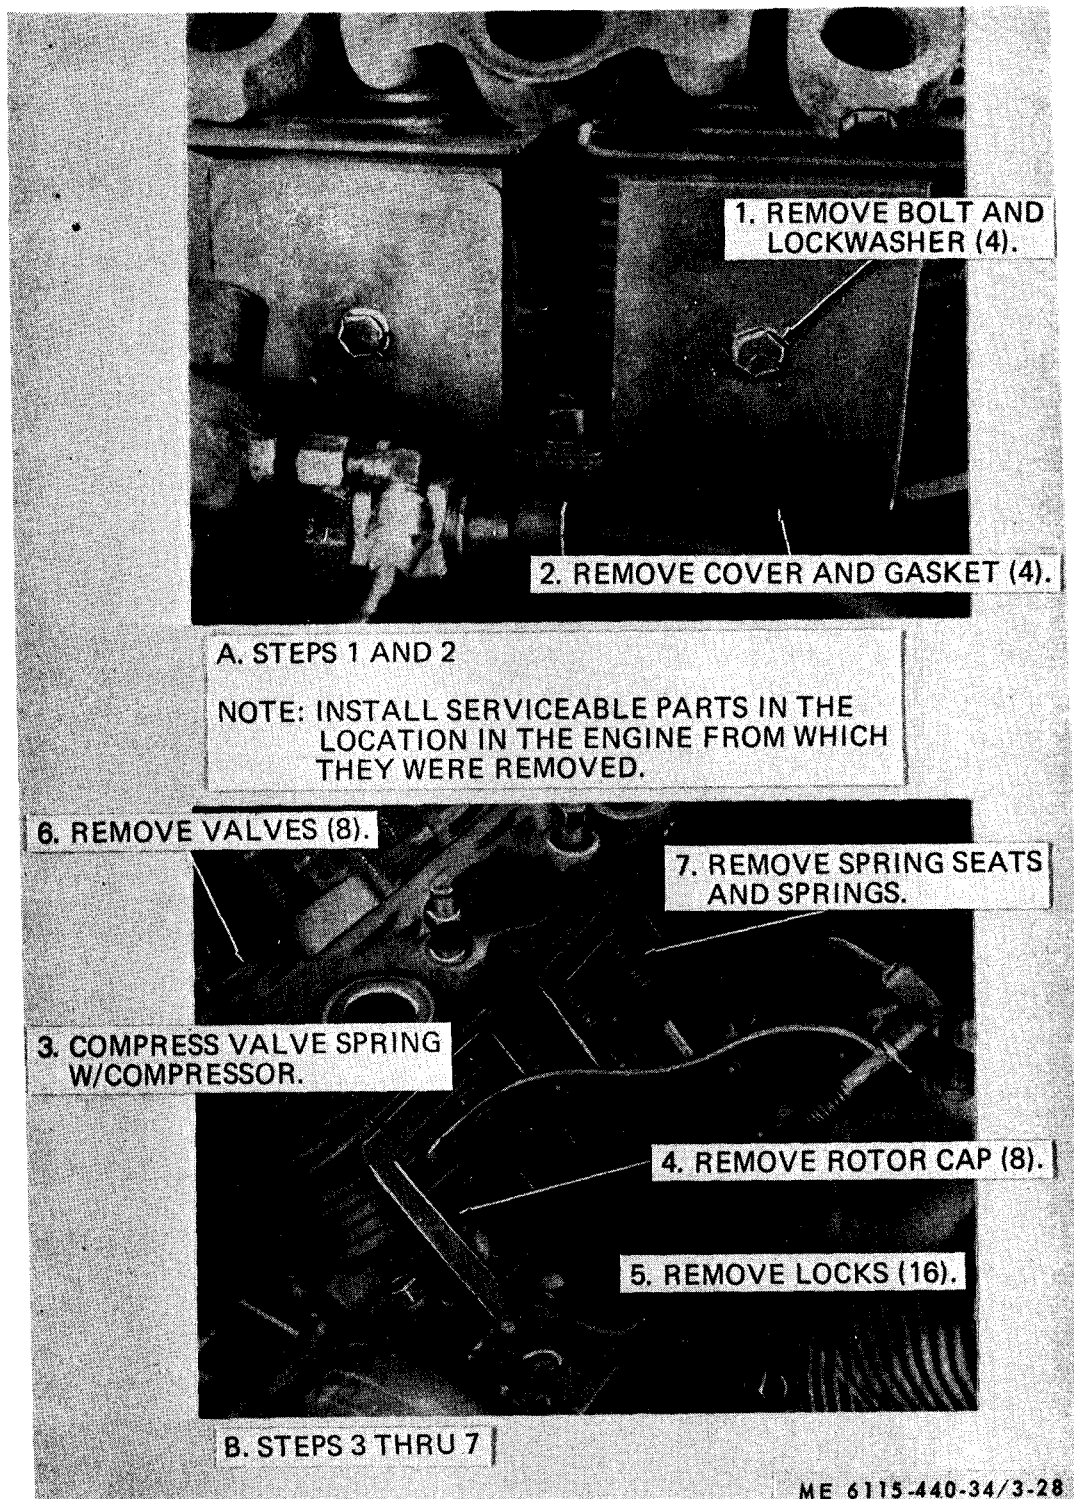 1. REMOVE BOLT AND
LOCKWASHER (4).
2. REMOVE COVER AND GASKET (4).
A. STEPS 1 AND 2
NOTE: INSTALL SERVICEABLE PARTS IN THE
LOCATION IN THE ENGINE FROM WHICH
THEY WERE REMOVED.
6. REMOVE VALVES (8).
7. REMOVE SPRING SEATS
AND SPRINGS.
3. COMPRESS VALVE SPRING
W/COMPRESSOR.
4. REMOVE ROTOR CAP (8).
5. REMOVE LOCKS (16).
B. STEPS 3 THRU 7
ME 6115-440-34/3-28